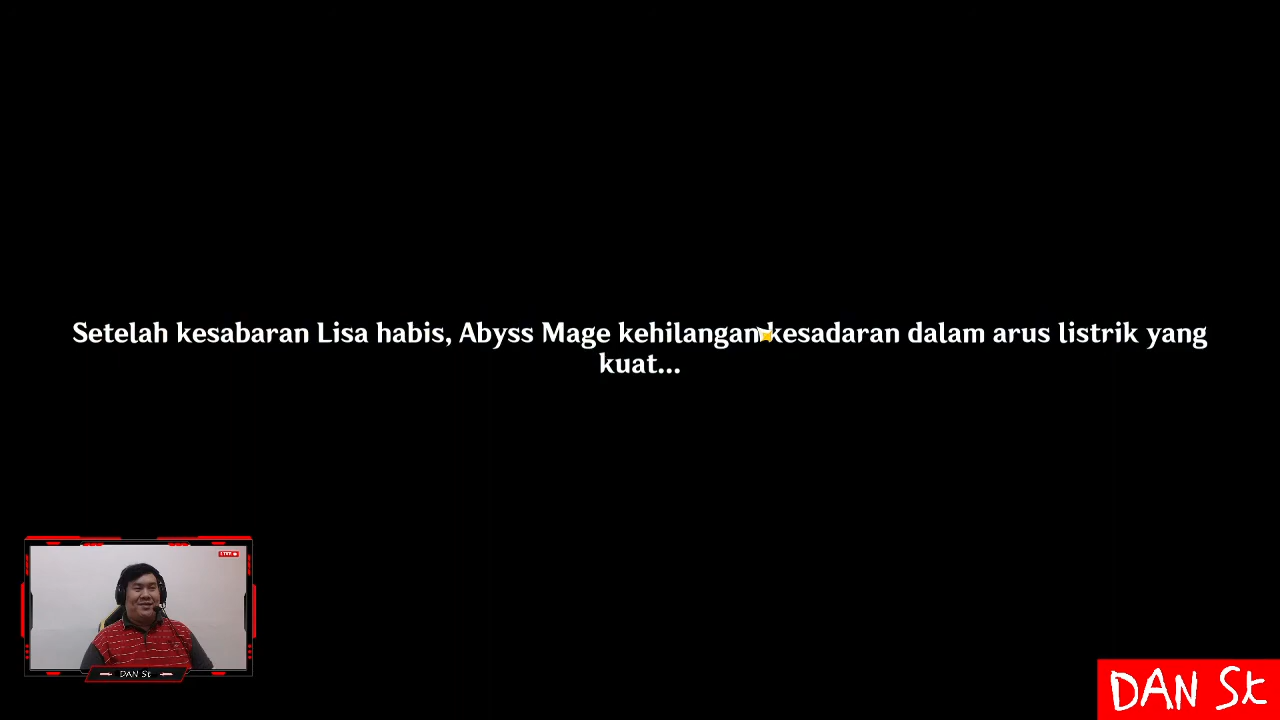 Setelah kesabaran Lisa habis, Abyss Mage kehilangan kesadaran dalam arus listrik yang
kuat...
DAN St
DAN St